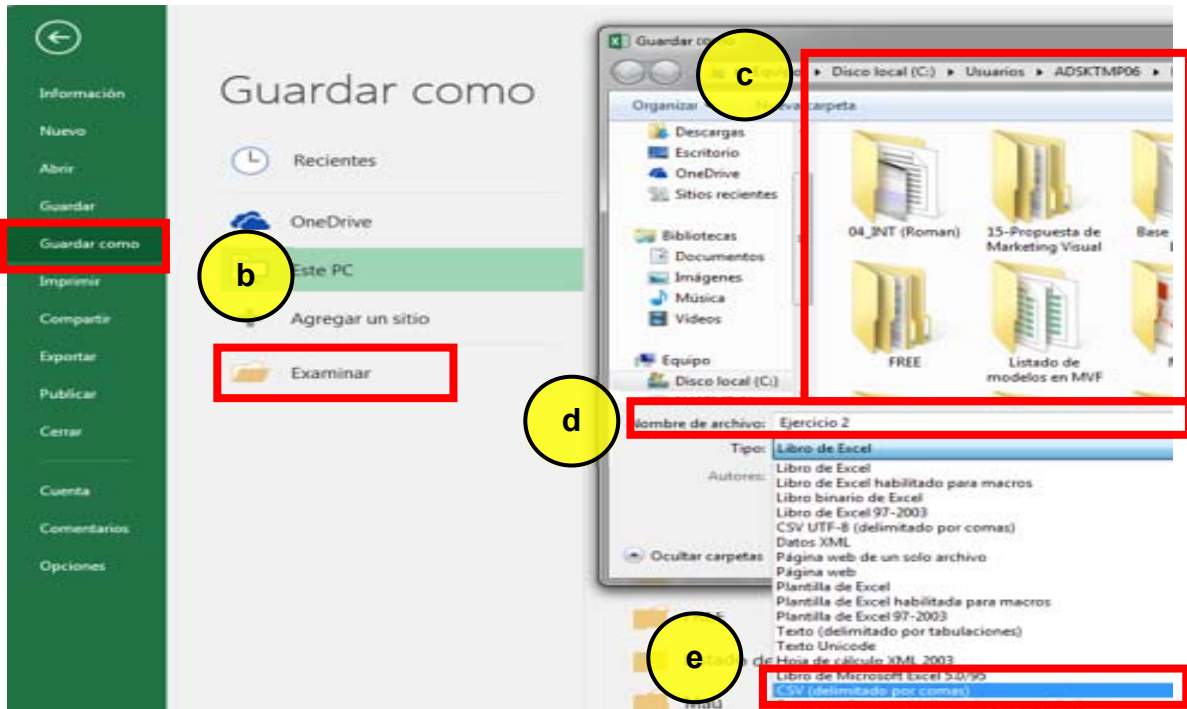 Información
Nuevo
Abrir
Guardar
Guardar como
Imprimir
Compartir
Exportar
Publicar
Cerrar
Cuenta
Comentarios
Opciones
Guardar como
Recientes
OneDrive
b
Este PC
Agregar un sitio
Examinar
Guardar como
c
Equipo ▸ Disco local (C:) ▸ Usuarios ▸ ADSKTMP06 ▸
Organizar
Nueva carpeta
Descargas
Escritorio
OneDrive
Sitios recientes
Bibliotecas
Documentos
Imágenes
Música
Videos
Equipo
Disco local (C:)
04_INT (Roman)
15-Propuesta de
Marketing Visual
Base
FREE
Listado de
modelos en MVF
d
Nombre de archivo: Ejercicio 2
Tipo: Libro de Excel
Autores:
Libro de Excel
Libro de Excel habilitado para macros
Libro binario de Excel
Libro de Excel 97-2003
CSV UTF-8 (delimitado por comas)
Datos XML
Página web de un solo archivo
Página web
Plantilla de Excel
Plantilla de Excel habilitada para macros
Plantilla de Excel 97-2003
Texto (delimitado por tabulaciones)
Texto Unicode
Hoja de cálculo XML 2003
Libro de Microsoft Excel 5.0/95
CSV (delimitado por comas)
Ocultar carpetas
e